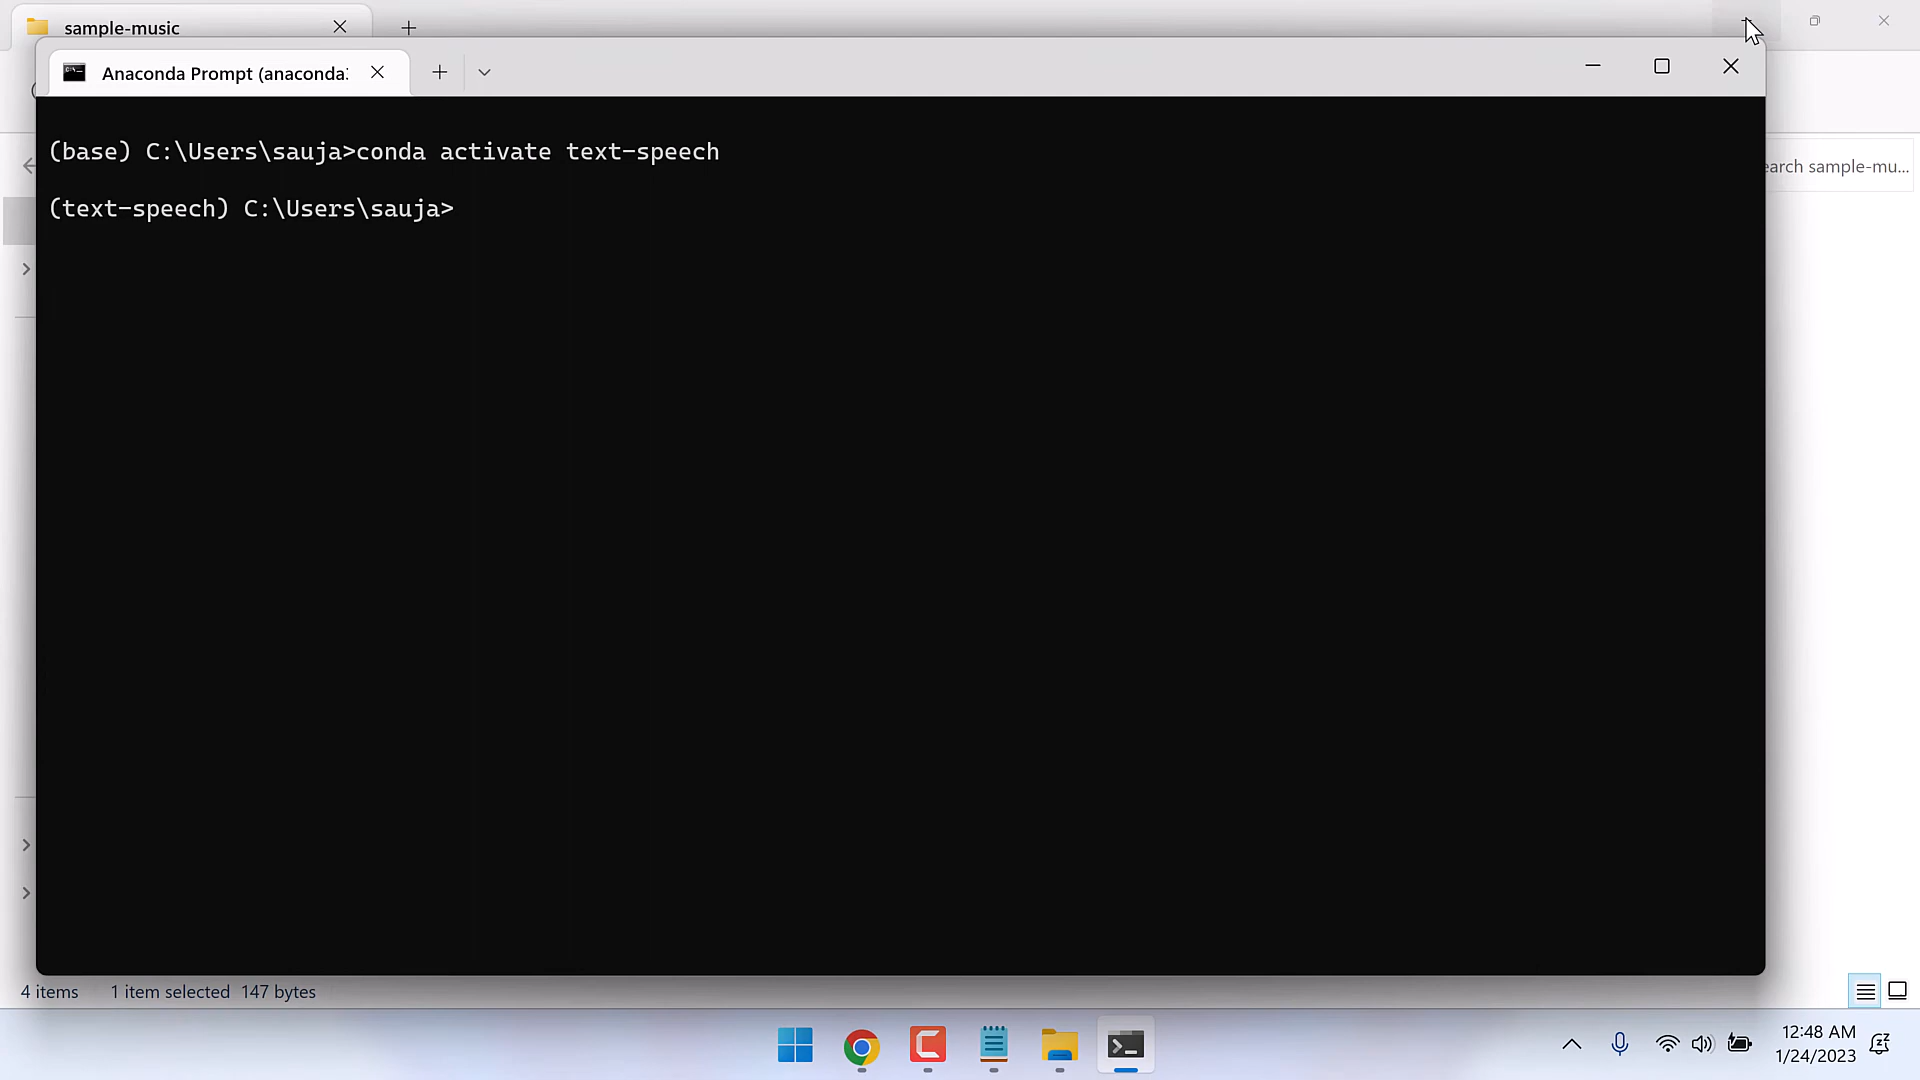 sample-music
Anaconda Prompt (anaconda:
(base) C:\Users\sauja>conda activate text-speech
earch sample-mu...
(text-speech) C:\Users\sauja>
4 items 1 item selected 147 bytes
12:48 AM
1/24/2023